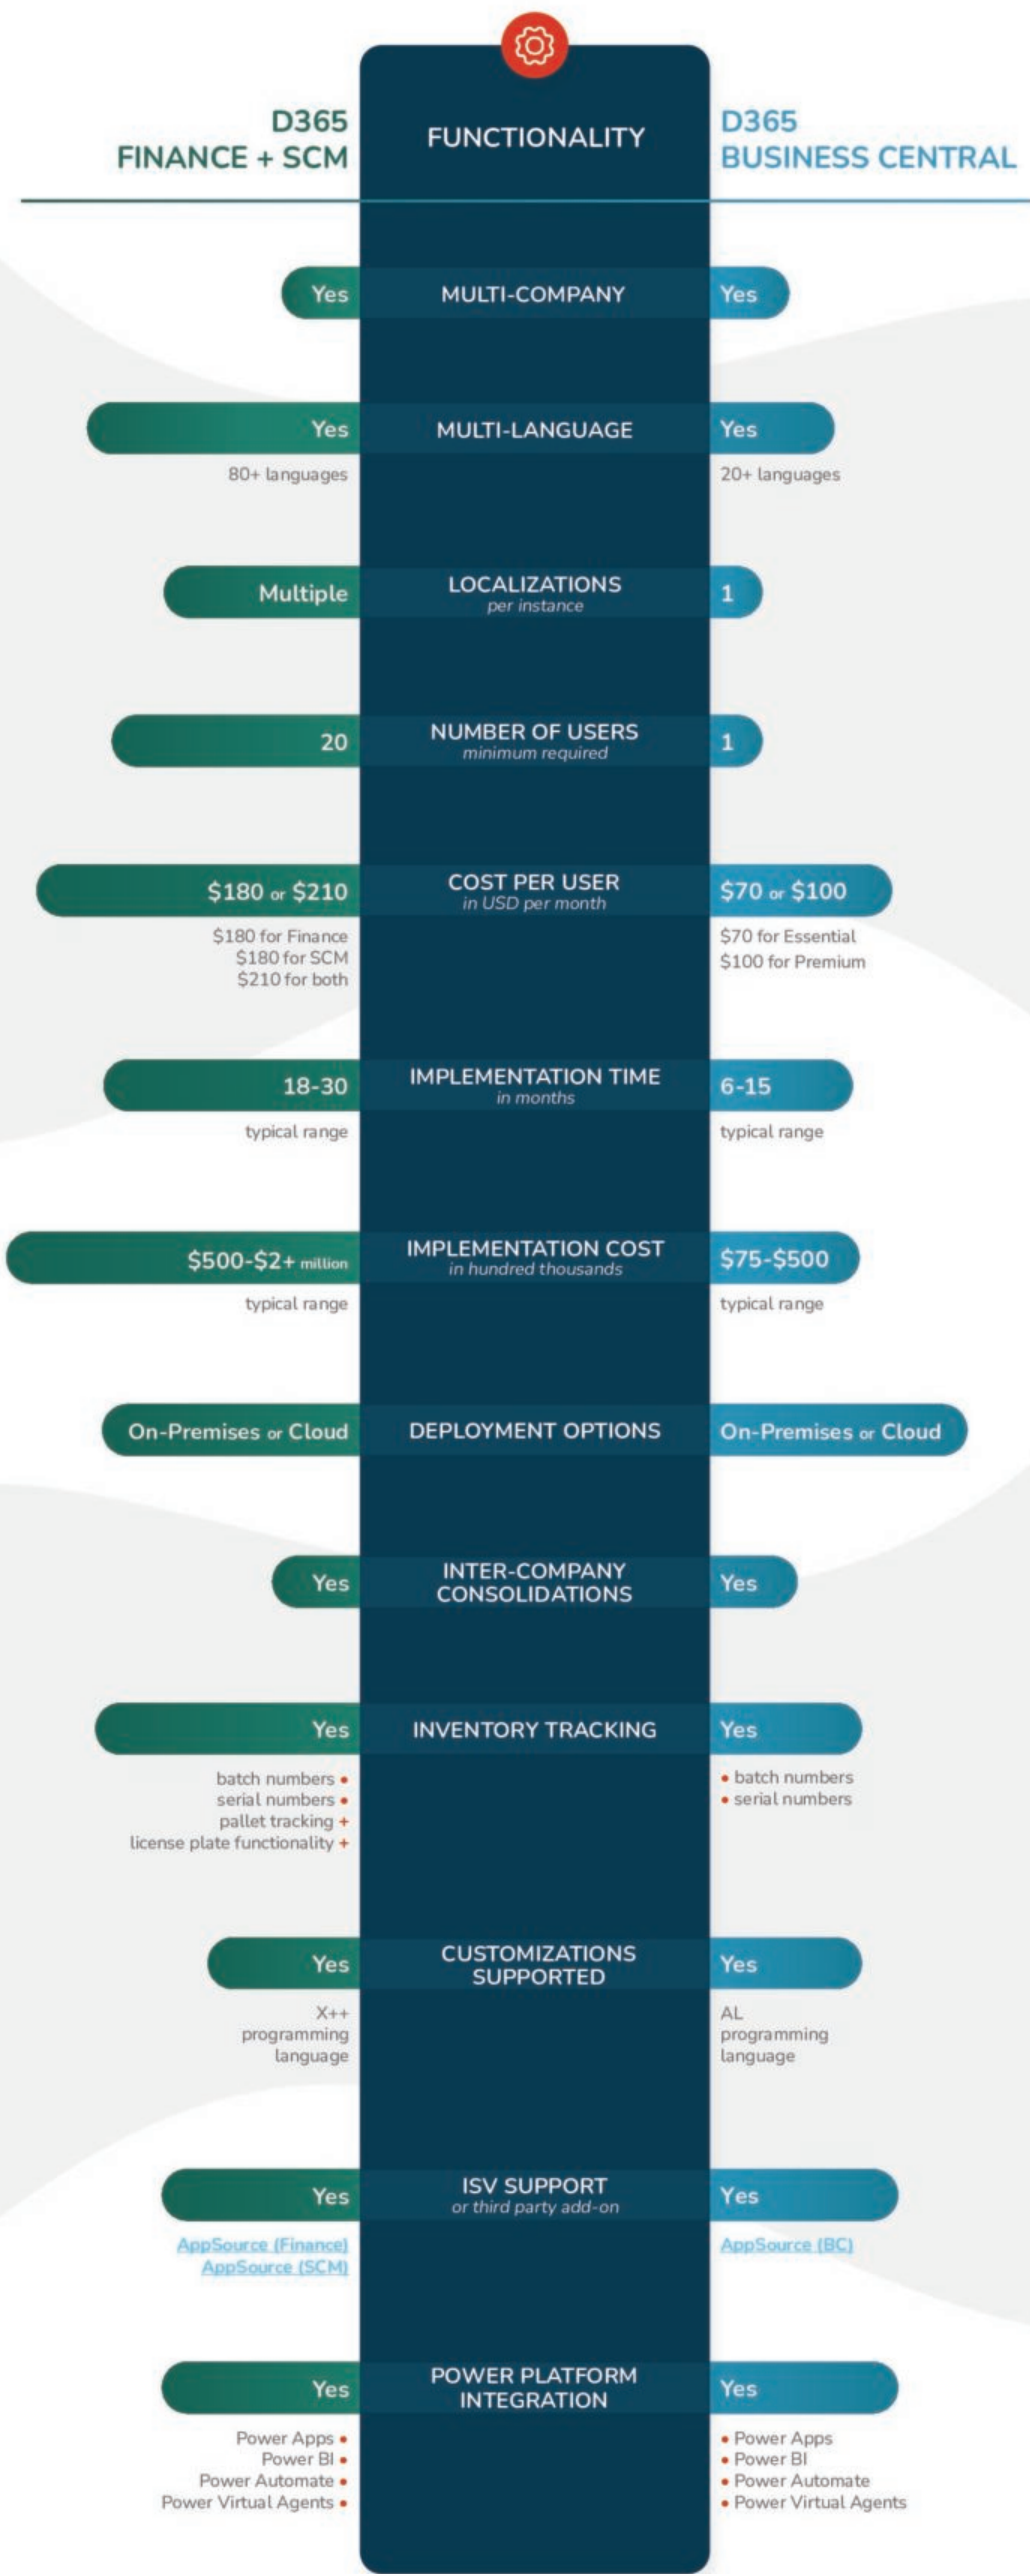 D365
FINANCE + SCM
FUNCTIONALITY
D365
BUSINESS CENTRAL
Yes
MULTI-COMPANY
Yes
Yes
80+ languages
MULTI-LANGUAGE
Yes
20+ languages
Multiple
LOCALIZATIONS
per instance
1
20
NUMBER OF USERS
minimum required
1
$180 or $210
$180 for Finance
$180 for SCM
$210 for both
COST PER USER
in USD per month
$70 or $100
$70 for Essential
$100 for Premium
18-30
typical range
IMPLEMENTATION TIME
in months
6-15
typical range
$500-$2+ million
typical range
IMPLEMENTATION COST
in hundred thousands
$75-$500
typical range
On-Premises or Cloud
DEPLOYMENT OPTIONS
On-Premises or Cloud
Yes
INTER-COMPANY
CONSOLIDATIONS
Yes
Yes
batch numbers •
serial numbers •
pallet tracking +
license plate functionality +
INVENTORY TRACKING
Yes
• batch numbers
• serial numbers
Yes
X++
programming
language
CUSTOMIZATIONS
SUPPORTED
Yes
AL
programming
language
Yes
AppSource (Finance)
AppSource (SCM)
ISV SUPPORT
or third party add-on
Yes
AppSource (BC)
Yes
Power Apps •
Power BI •
Power Automate •
Power Virtual Agents •
POWER PLATFORM
INTEGRATION
Yes
• Power Apps
• Power BI
• Power Automate
• Power Virtual Agents